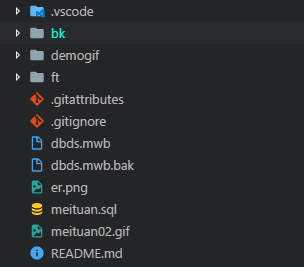 .vscode
bk
demogif
ft
.gitattributes
.gitignore
dbds.mwb
dbds.mwb.bak
er.png
meituan.sql
meituan02.gif
README.md